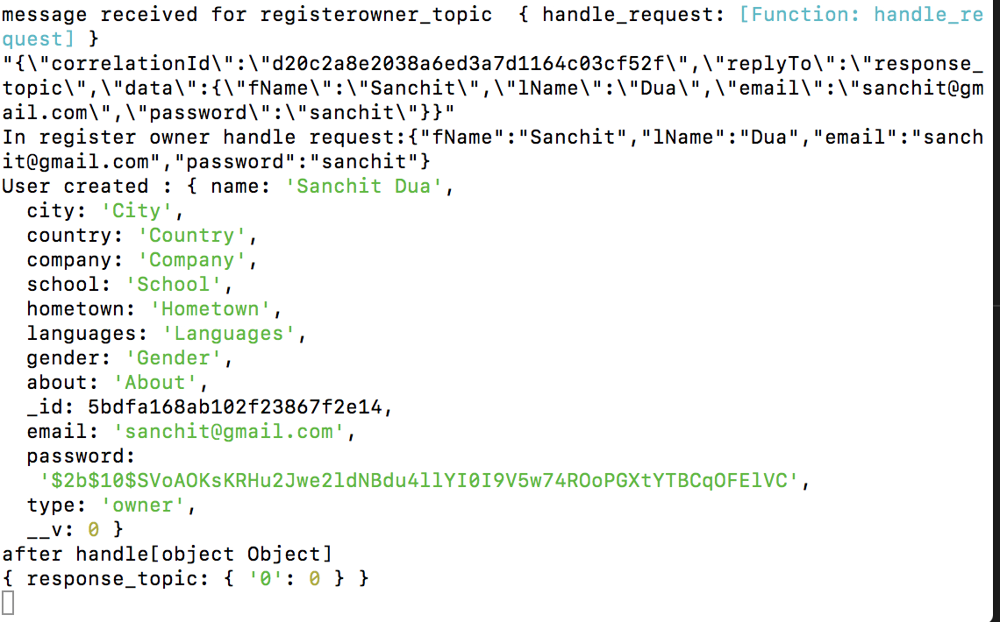 message received for registerowner_topic  { handle_request: [Function: handle_re
quest] }
"{\"correlationId\":\"d20c2a8e2038a6ed3a7d1164c03cf52f\",\"replyTo\":\"response_
topic\",\"data\":{\"fName\":\"Sanchit\",\"lName\":\"Dua\",\"email\":\"sanchit@gm
ail.com\",\"password\":\"sanchit\"}}"
In register owner handle request:{"fName":"Sanchit","lName":"Dua","email":"sanch
it@gmail.com","password":"sanchit"}
User created : { name: 'Sanchit Dua',
  city: 'City',
  country: 'Country',
  company: 'Company',
  school: 'School',
  hometown: 'Hometown',
  languages: 'Languages',
  gender: 'Gender',
  about: 'About',
  _id: 5bdfa168ab102f23867f2e14,
  email: 'sanchit@gmail.com',
  password:
   '$2b$10$SVoAOKsKRHu2Jwe2ldNBdu4llYI0I9V5w74ROoPGXtYTBCqOFElVC',
  type: 'owner',
  __v: 0 }
after handle[object Object]
{ response_topic: { '0': 0 } }